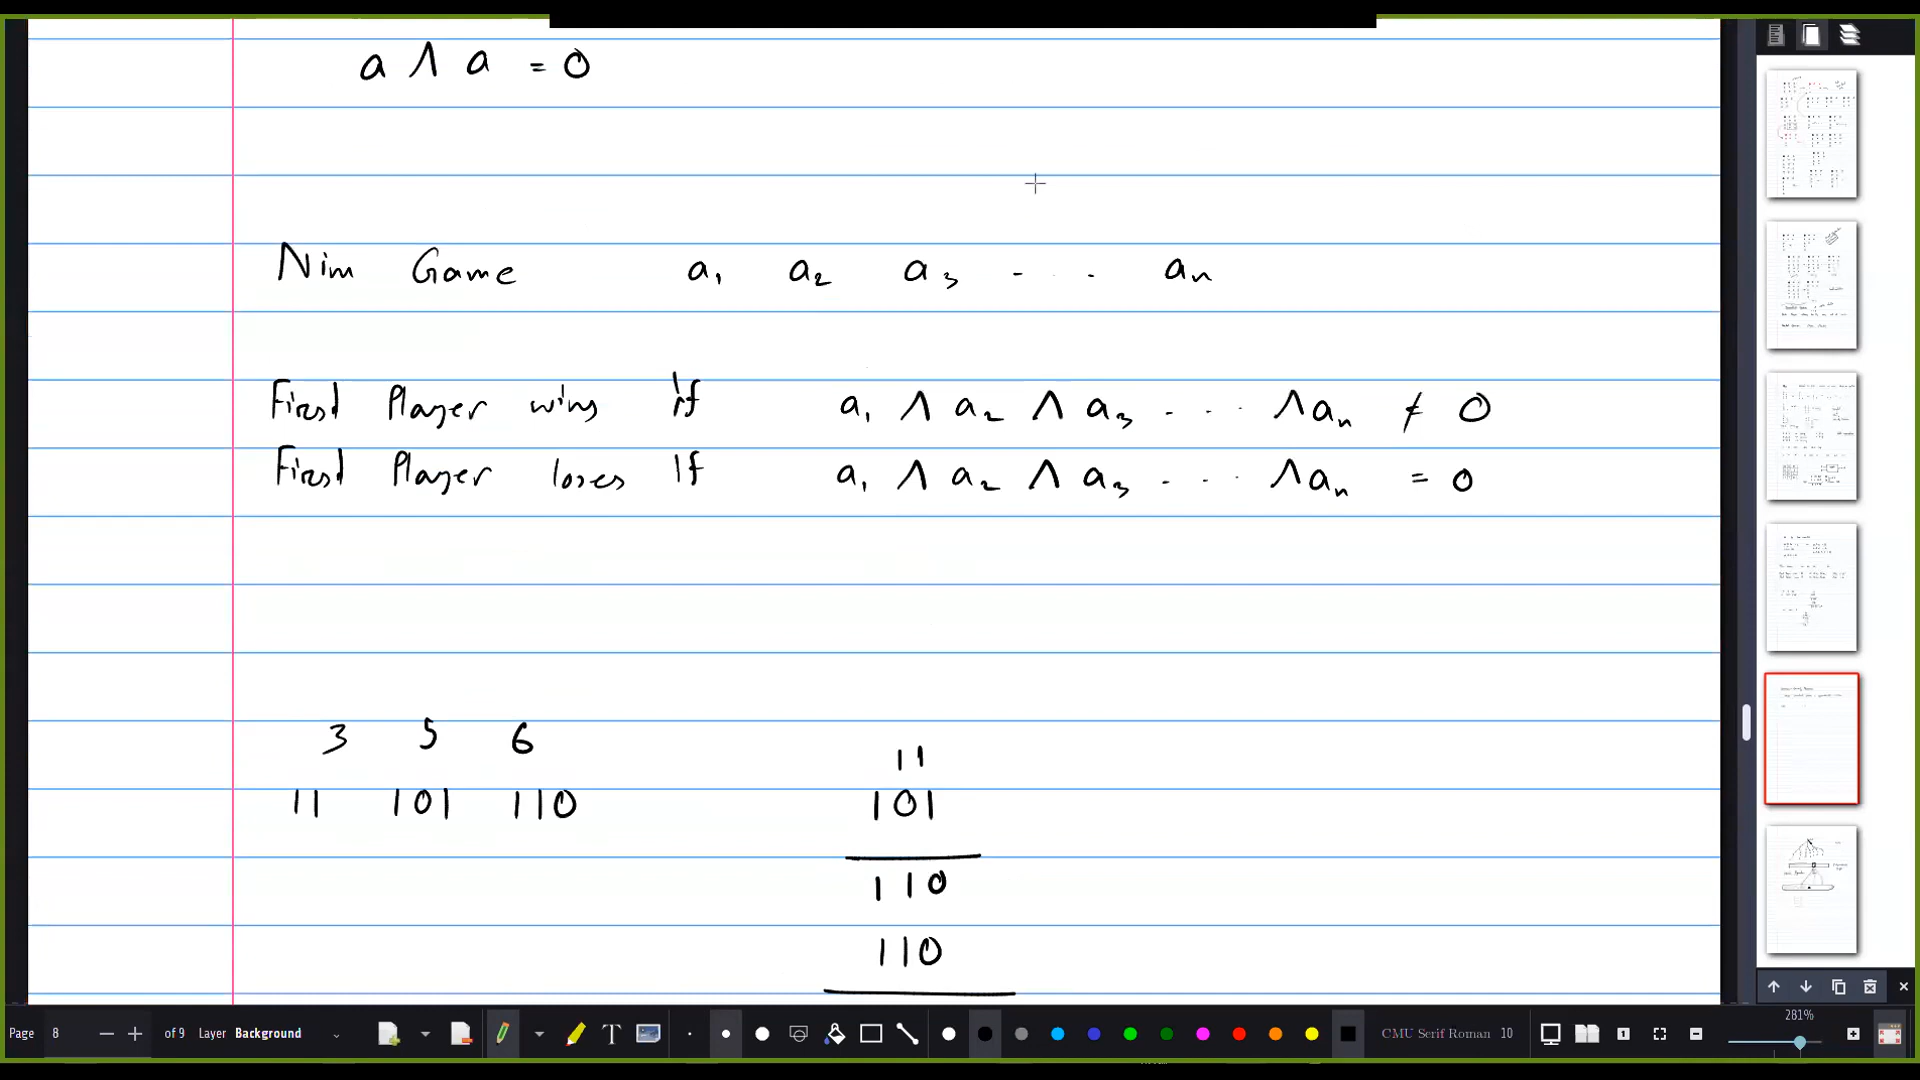 a ∧ a = 0
Nim Game a₁ a₂ a₃ - . . . aₙ
First Player wins if a₁ ∧ a₂ ∧ a₃ . . . . ∧ aₙ ≠ 0
First Player loses If a₁ ∧ a₂ ∧ a₃ . . . . ∧ aₙ = 0
3 5 6
11 101 110
11
101
110
110
Page 8 of 9 Layer Background
CMU Serif Roman 10
281%